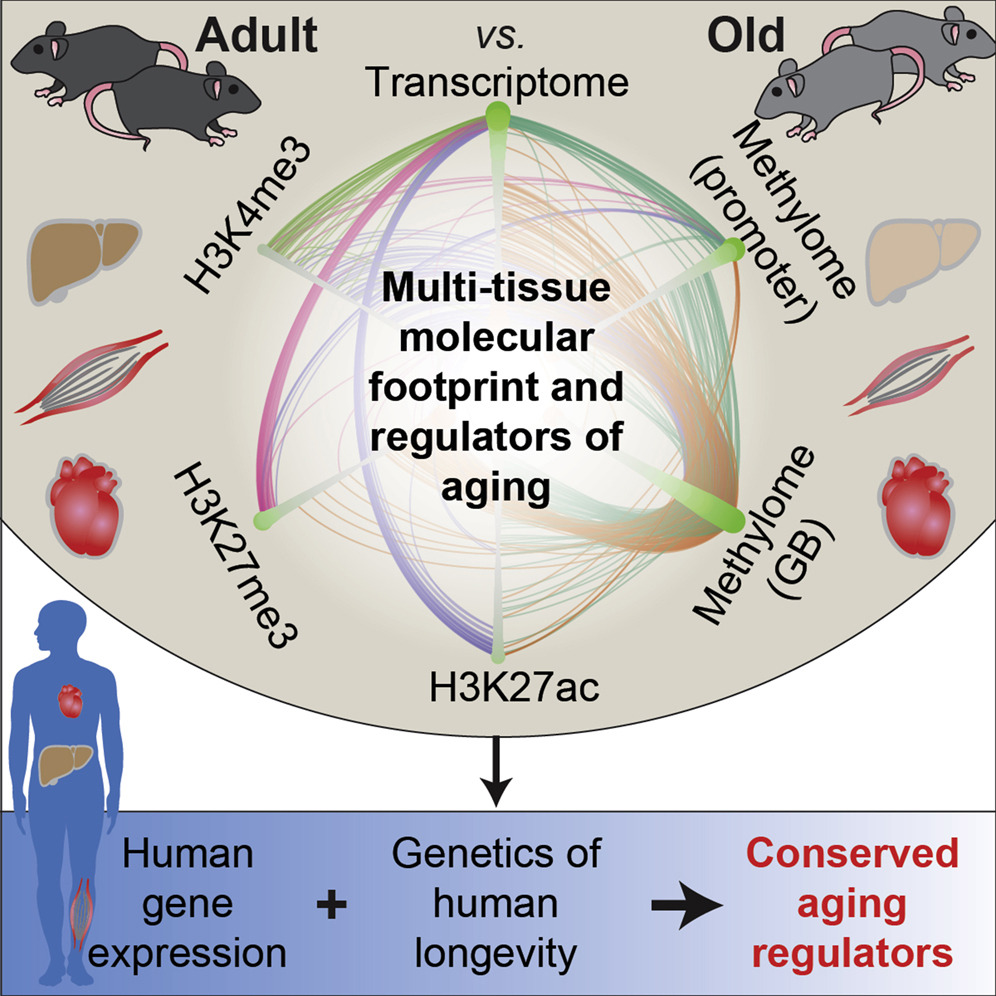 Adult
vs.
Old
Transcriptome
H3K4me3
Methylome
(promoter)
Multi-tissue
molecular
footprint and
regulators of
aging
H3K27me3
Methylome
(GB)
H3K27ac
Human
gene
expression
+
Genetics of
human
longevity
Conserved
aging
regulators